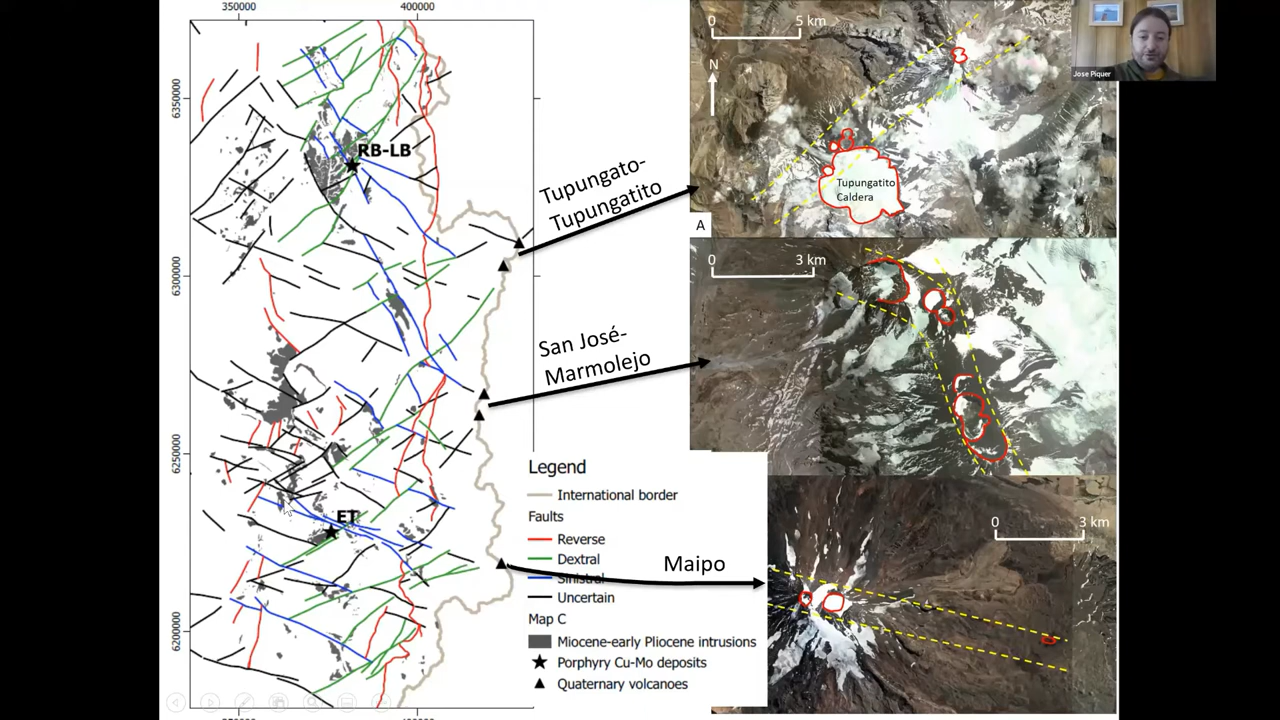 350000
400000
6350000
6300000
6250000
6200000
RB-LB
ET
Tupungato-
Tupungatito
San José-
Marmolejo
Maipo
Legend
International border
Faults
Reverse
Dextral
Sinistral
Uncertain
Map C
Miocene-early Pliocene intrusions
Porphyry Cu-Mo deposits
Quaternary volcanoes
0
5 km
N
Tupungatito
Caldera
A
0
3 km
0
3 km
Jose Piquer
400000